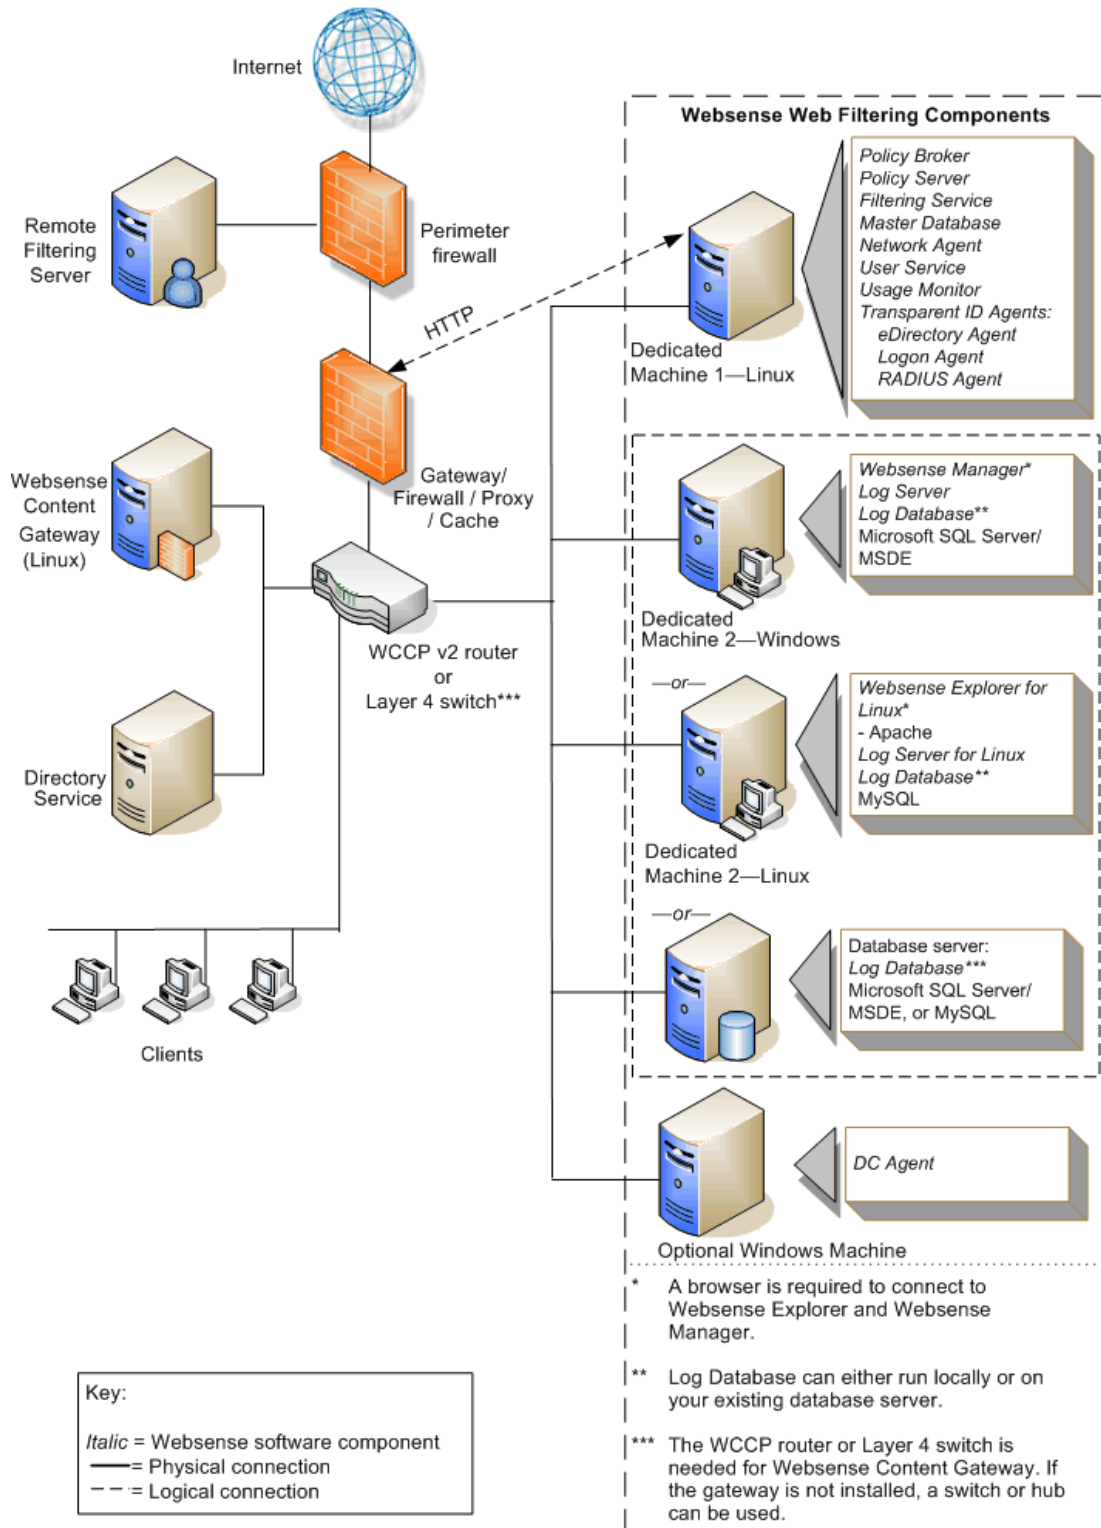 Internet
Websense Web Filtering Components
Policy Broker
Policy Server
Filtering Service
Master Database
Network Agent
User Service
Usage Monitor
Transparent ID Agents:
eDirectory Agent
Logon Agent
RADIUS Agent
Remote
Filtering
Server
Perimeter
firewall
HTTP
Dedicated
Machine 1—Linux
Websense
Content
Gateway
(Linux)
Gateway/
Firewall / Proxy
/ Cache
Websense Manager*
Log Server
Log Database**
Microsoft SQL Server/
MSDE
Dedicated
Machine 2—Windows
WCCP v2 router
or
Layer 4 switch***
—or—
Websense Explorer for
Linux*
- Apache
Log Server for Linux
Log Database**
MySQL
Directory
Service
Dedicated
Machine 2—Linux
—or—
Database server:
Log Database***
Microsoft SQL Server/
MSDE, or MySQL
Clients
DC Agent
Optional Windows Machine
* A browser is required to connect to
Websense Explorer and Websense
Manager.
** Log Database can either run locally or on
your existing database server.
*** The WCCP router or Layer 4 switch is
needed for Websense Content Gateway. If
the gateway is not installed, a switch or hub
can be used.
Key:
Italic = Websense software component
= Physical connection
= Logical connection